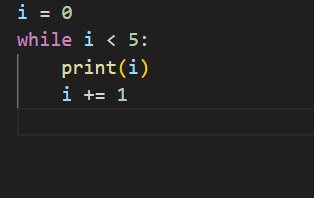 i = 0
while i < 5:
    print(i)
    i += 1